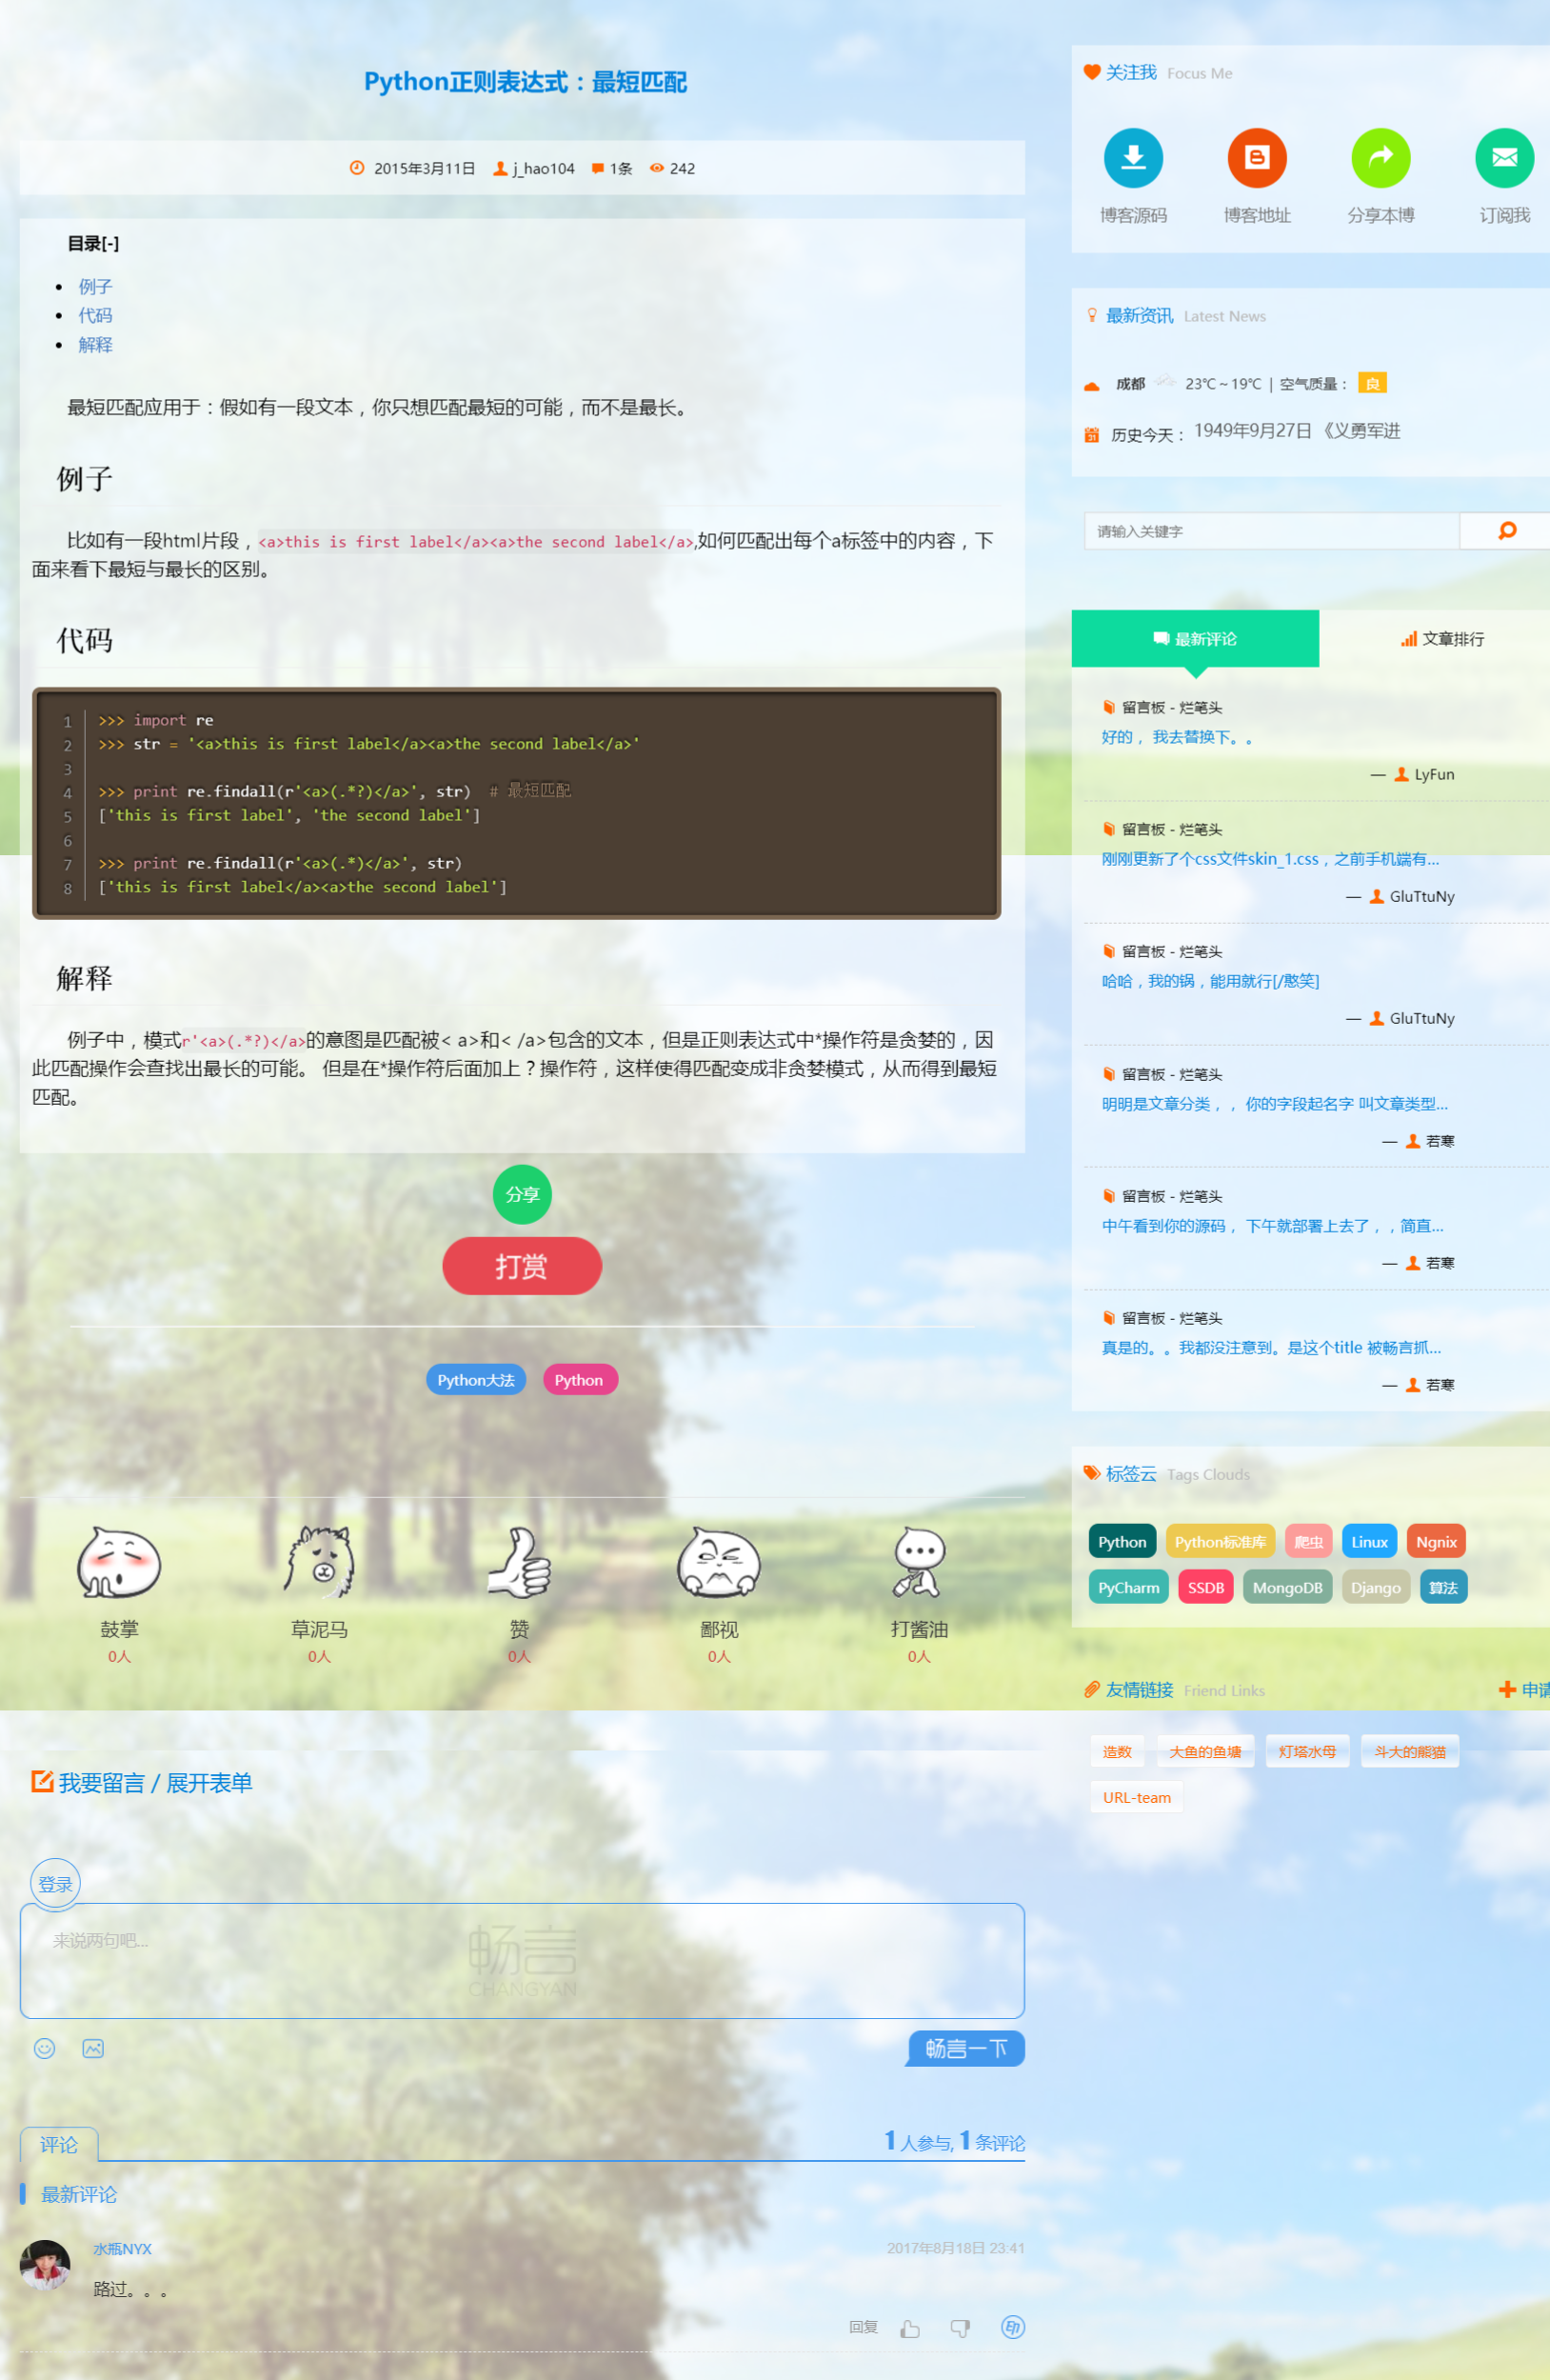 Python正则表达式：最短匹配
2015年3月11日 j_hao104 1条 242
目录[-]
例子
代码
解释
最短匹配应用于：假如有一段文本，你只想匹配最短的可能，而不是最长。
例子
比如有一段html片段，<a>this is first label</a><a>the second label</a>,如何匹配出每个a标签中的内容，下
面来看下最短与最长的区别。
代码
1 >>> import re
2 >>> str = '<a>this is first label</a><a>the second label</a>'
3
4 >>> print re.findall(r'<a>(.*?)</a>', str)  # 最短匹配
5 ['this is first label', 'the second label']
6
7 >>> print re.findall(r'<a>(.*)</a>', str)
8 ['this is first label</a><a>the second label']
解释
例子中，模式r'<a>(.*?)</a>的意图是匹配被< a>和< /a>包含的文本，但是正则表达式中*操作符是贪婪的，因
此匹配操作会查找出最长的可能。 但是在*操作符后面加上？操作符，这样使得匹配变成非贪婪模式，从而得到最短
匹配。
分享
打赏
Python大法 Python
鼓掌 草泥马 赞 鄙视 打酱油
0人 0人 0人 0人 0人
我要留言 / 展开表单
登录
来说两句吧...
畅言
CHANGYAN
畅言一下
评论 1 人参与, 1 条评论
最新评论
水瓶NYX 2017年8月18日 23:41
路过。。。
回复
关注我 Focus Me
博客源码 博客地址 分享本博 订阅我
最新资讯 Latest News
成都 23℃ ~ 19℃ | 空气质量： 良
31 历史今天： 1949年9月27日 《义勇军进
请输入关键字
最新评论 文章排行
留言板 - 烂笔头
好的， 我去替换下。。
— LyFun
留言板 - 烂笔头
刚刚更新了个css文件skin_1.css，之前手机端有...
— GluTtuNy
留言板 - 烂笔头
哈哈，我的锅，能用就行[/憨笑]
— GluTtuNy
留言板 - 烂笔头
明明是文章分类，， 你的字段起名字 叫文章类型...
— 若寒
留言板 - 烂笔头
中午看到你的源码， 下午就部署上去了，，简直...
— 若寒
留言板 - 烂笔头
真是的。。我都没注意到。是这个title 被畅言抓...
— 若寒
标签云 Tags Clouds
Python Python标准库 爬虫 Linux Ngnix
PyCharm SSDB MongoDB Django 算法
友情链接 Friend Links 申请
造数 大鱼的鱼塘 灯塔水母 斗大的熊猫
URL-team